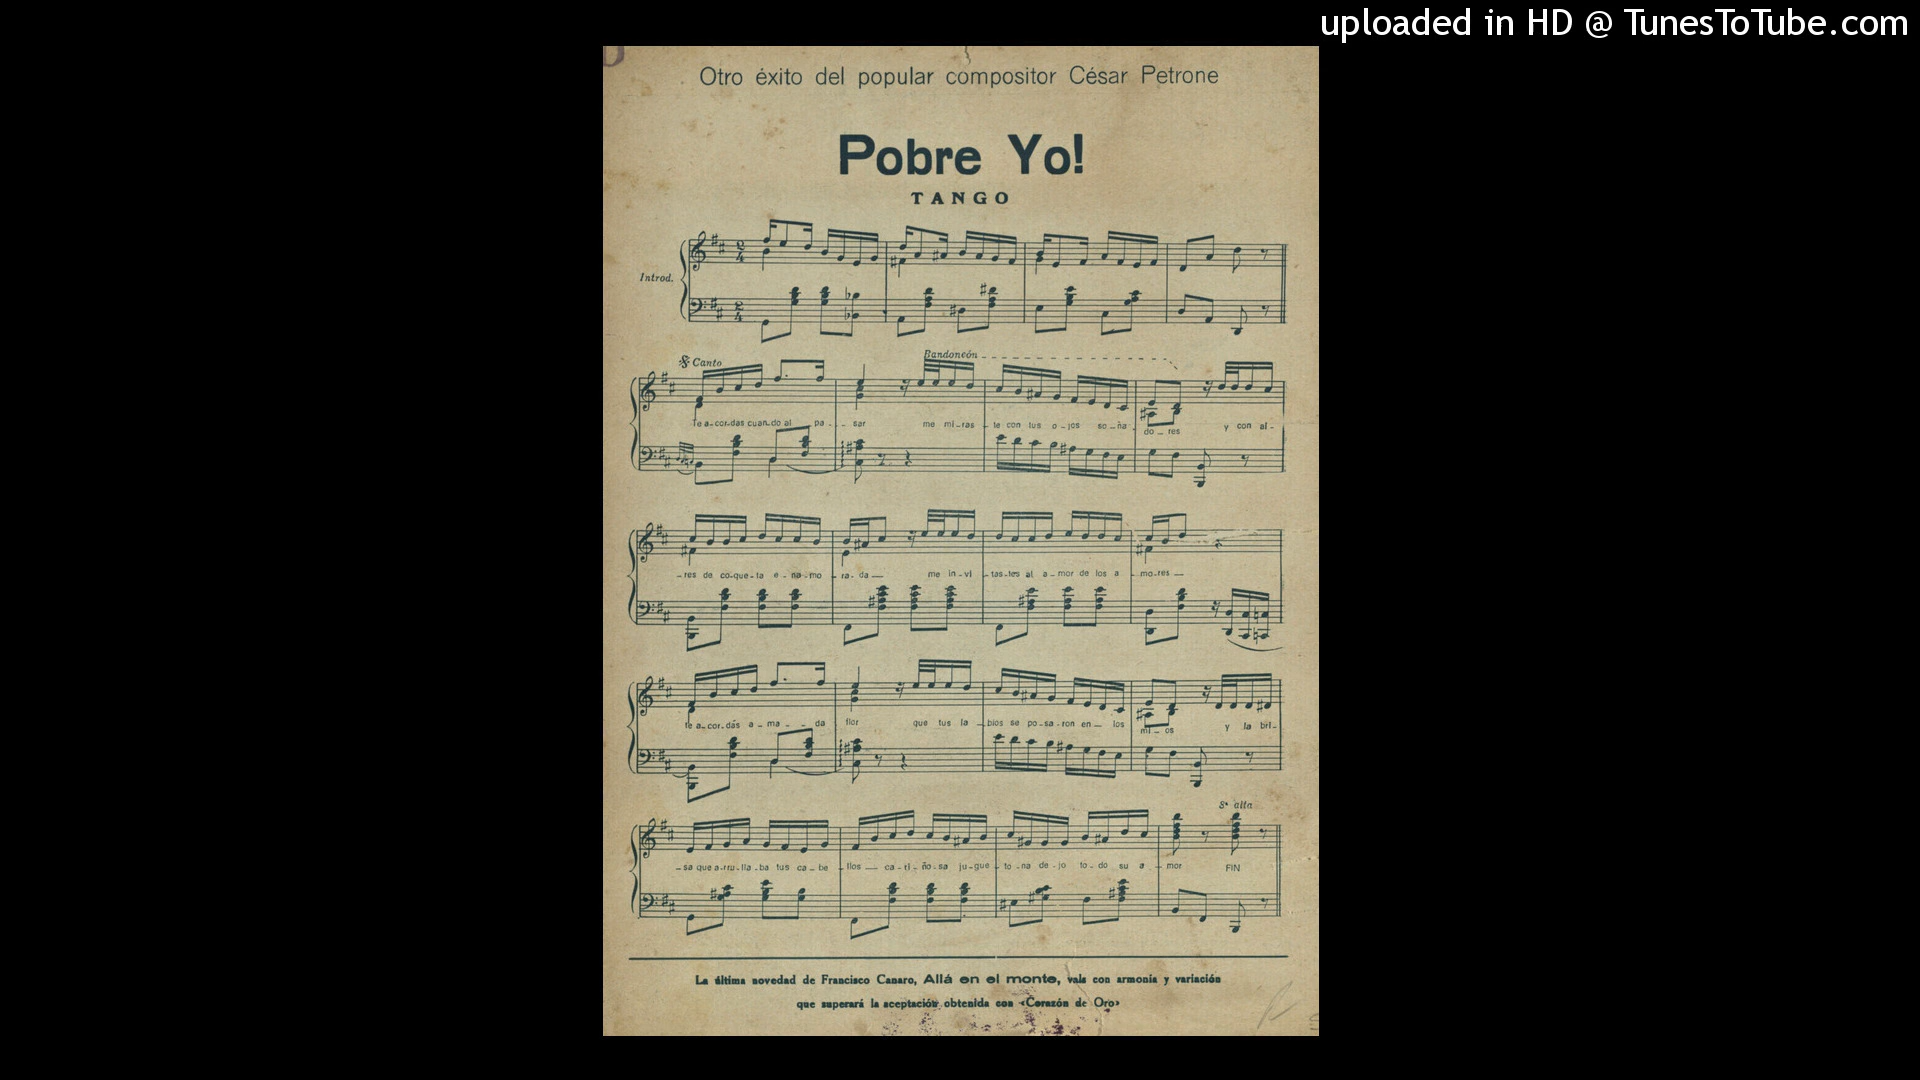 uploaded in HD @ TunesToTube.com
Otro éxito del popular compositor César Petrone
Pobre Yo!
TANGO
Introd.
Canto
Bandoneón
Te a-cor-das cuan-do al pa - sar me mi-ras - te con tus o-jos so-ña do-res y con ai-
-res de co-que-ta e-na-mo ra-da- me in-vi tas-tes al a-mor de los a mo-res-
Te a-cor-dás a-ma - - da flor que tus la-bios se po-sa-ron en- los mi-os y la bri-
8ª alta
-sa que a-rru-lla-ba tus ca-be llos - ca-ri-ño-sa ju-gue to-na de-jo to-do su a-mor FIN
La última novedad de Francisco Canaro, Allá en el monte, vals con armonia y variación
que superará la aceptación obtenida con «Corazón de Oro»